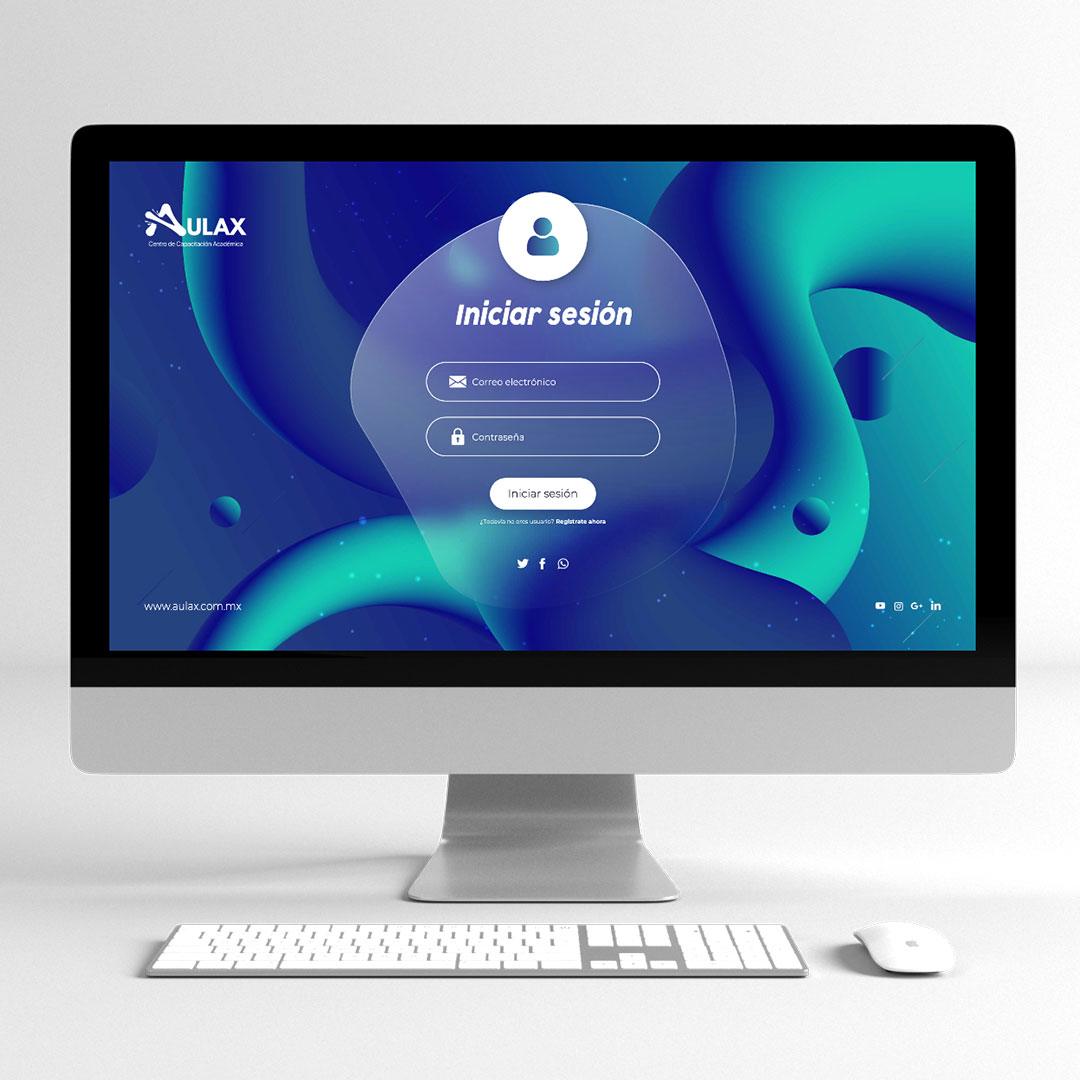 AULAX
Centro de Capacitación Académica
Iniciar sesión
Correo electrónico
Contraseña
Iniciar sesión
¿Todavía no eres usuario? Regístrate ahora
www.aulax.com.mx
G+ in